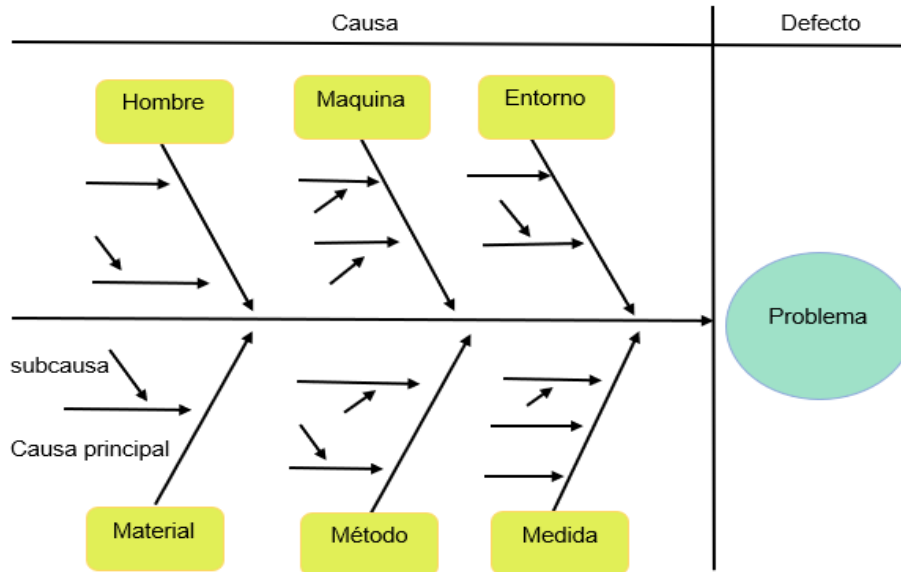 Causa
Defecto
Hombre
Maquina
Entorno
Problema
subcausa
Causa principal
Material
Método
Medida